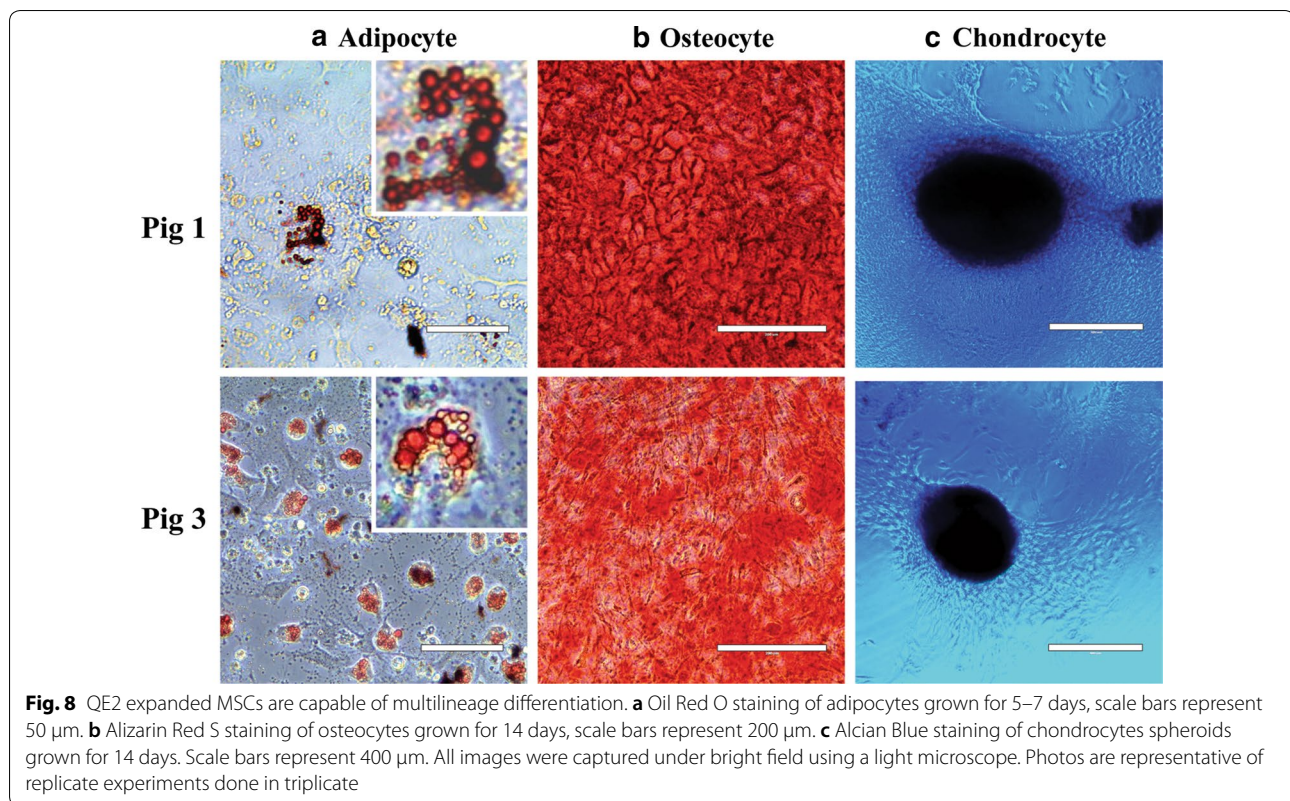 a Adipocyte b Osteocyte c Chondrocyte
Pig 1
Pig 3
Fig. 8 QE2 expanded MSCs are capable of multilineage differentiation. a Oil Red O staining of adipocytes grown for 5–7 days, scale bars represent
50 μm. b Alizarin Red S staining of osteocytes grown for 14 days, scale bars represent 200 μm. c Alcian Blue staining of chondrocytes spheroids
grown for 14 days. Scale bars represent 400 μm. All images were captured under bright field using a light microscope. Photos are representative of
replicate experiments done in triplicate